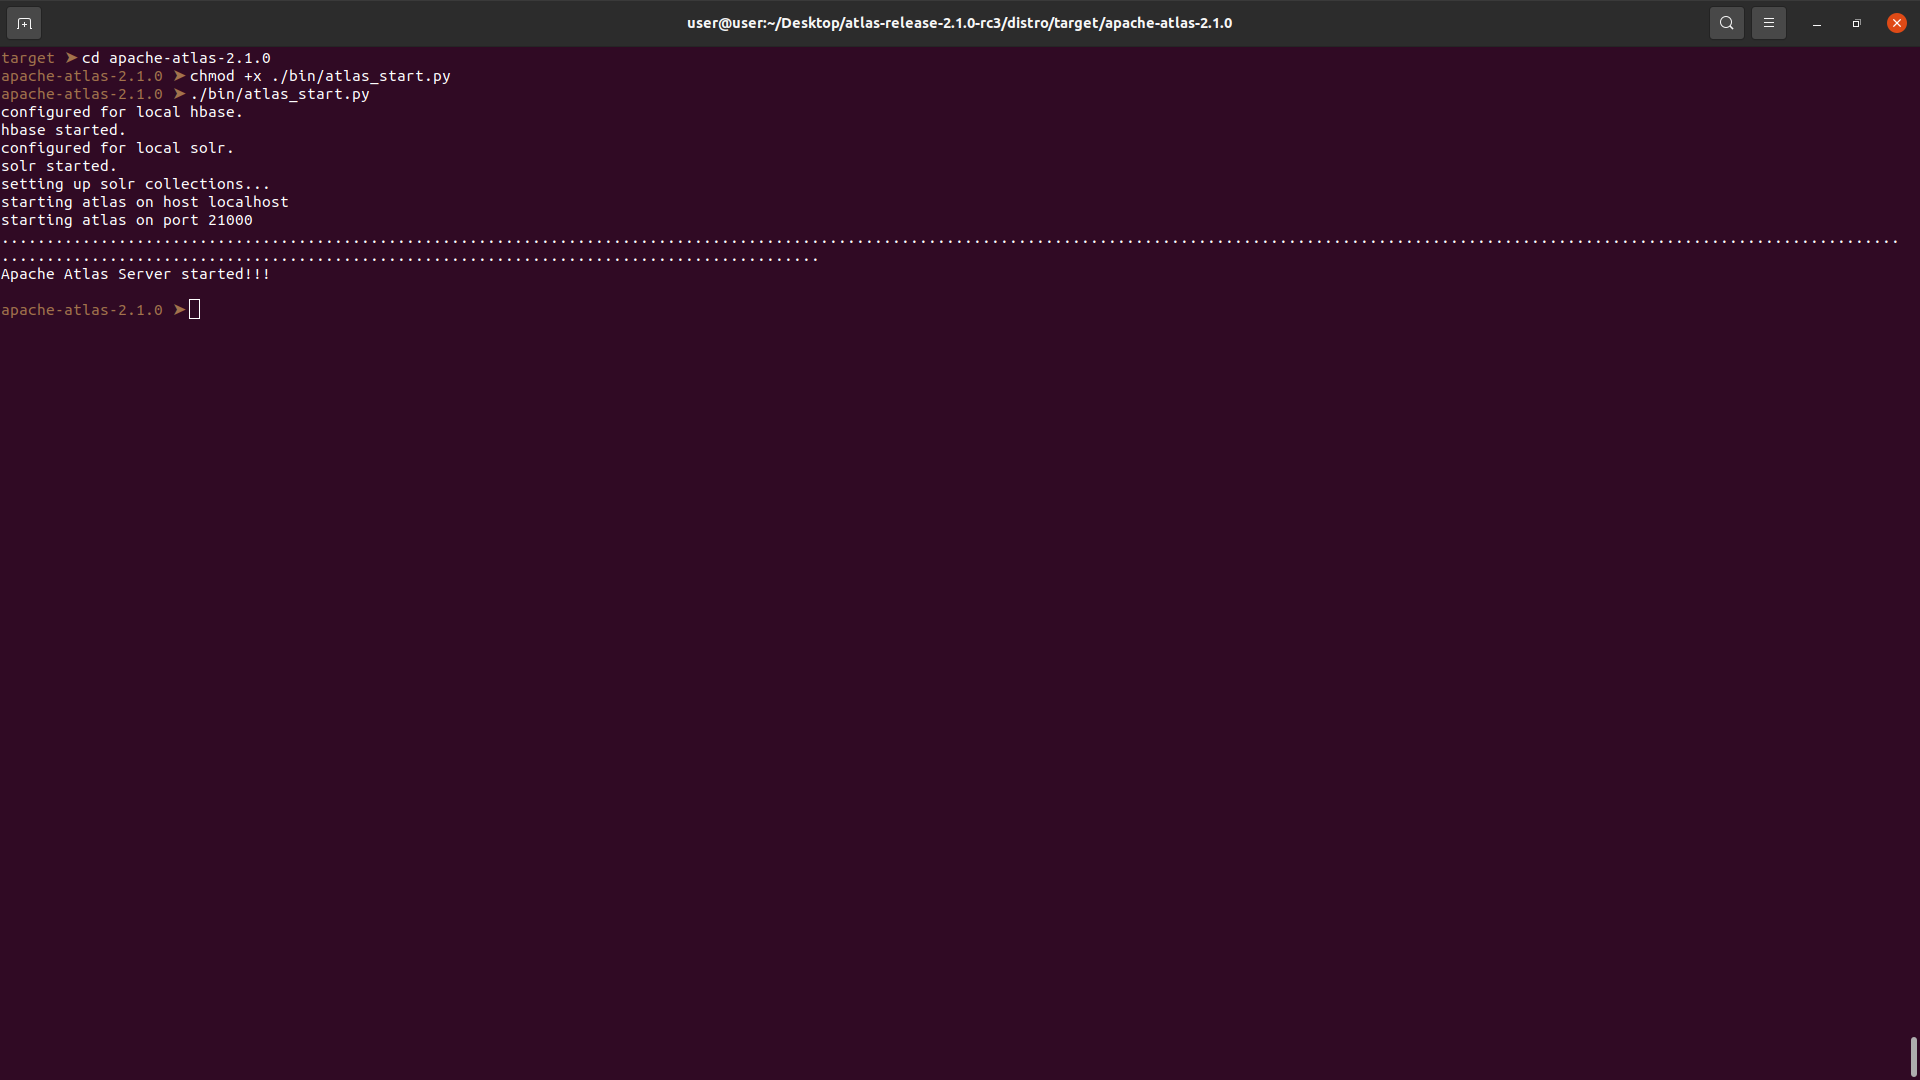 user@user:~/Desktop/atlas-release-2.1.0-rc3/distro/target/apache-atlas-2.1.0
target ➤ cd apache-atlas-2.1.0
apache-atlas-2.1.0 ➤ chmod +x ./bin/atlas_start.py
apache-atlas-2.1.0 ➤ ./bin/atlas_start.py
configured for local hbase.
hbase started.
configured for local solr.
solr started.
setting up solr collections...
starting atlas on host localhost
starting atlas on port 21000
...................................................................................................................................................................................................................
...........................................................................................
Apache Atlas Server started!!!
apache-atlas-2.1.0 ➤